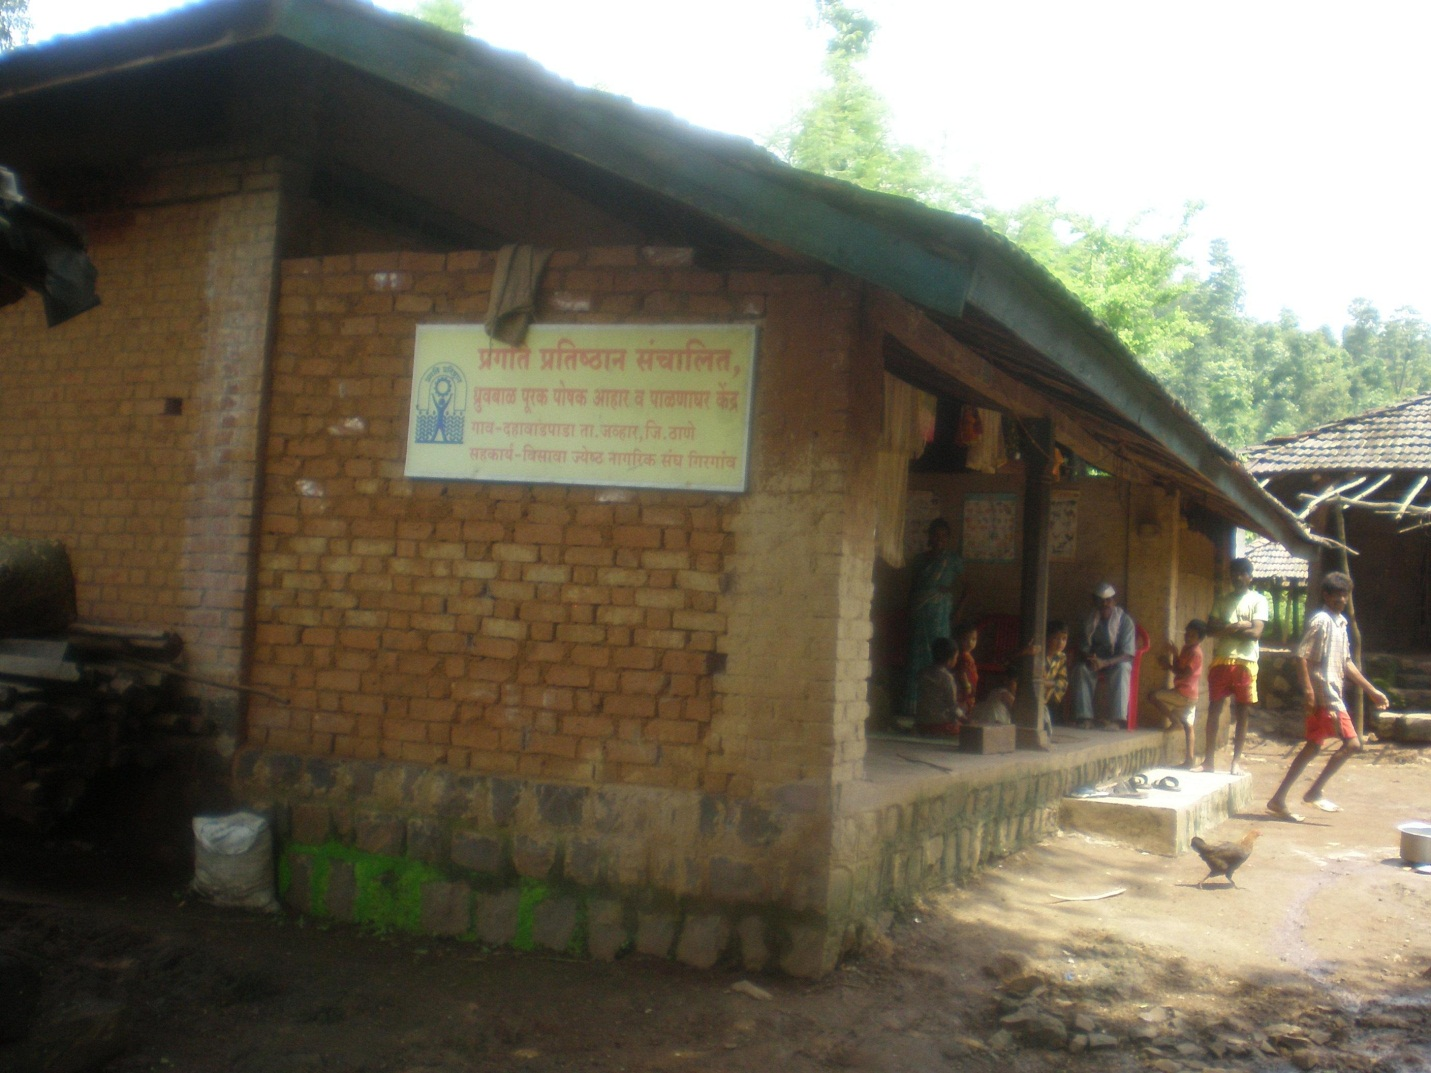 प्रगति प्रतिष्ठान संचालित,
ध्रुवबाळ पूरक पोषक आहार व पाळणाघर केंद्र
गाव-दहावांडपाडा ता.जव्हार,जि.ठाणे
सहकार्य-विसावा ज्येष्ठ नागरिक संघ गिरगांव